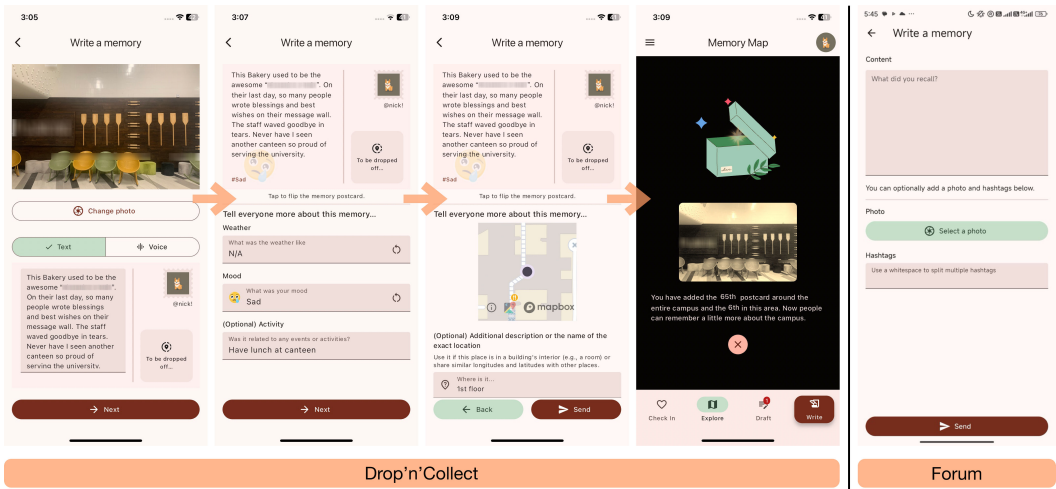 3:05
Write a memory
Change photo
Text
Voice
This Bakery used to be the
awesome "
On their last day, so many
people wrote blessings
and best wishes on their
message wall. The staff
waved goodbye in tears.
Never have I seen another
canteen so proud of
serving the university.
@nick!
To be dropped
off...
Next
3:07
Write a memory
This Bakery used to be the
awesome " ". On
their last day, so many people
wrote blessings and best
wishes on their message wall.
The staff waved goodbye in
tears. Never have I seen
another canteen so proud of
serving the university.
#Sad
@nick!
To be dropped
off...
Tap to flip the memory postcard.
Tell everyone more about this memory...
Weather
What was the weather like
N/A
Mood
What was your mood
Sad
(Optional) Activity
Was it related to any events or activities?
Have lunch at canteen
Next
3:09
Write a memory
This Bakery used to be the
awesome " ". On
their last day, so many people
wrote blessings and best
wishes on their message wall.
The staff waved goodbye in
tears. Never have I seen
another canteen so proud of
serving the university.
#Sad
@nick!
To be dropped
off...
Tap to flip the memory postcard.
Tell everyone more about this memory...
mapbox
(Optional) Additional description or the name of the
exact location
Use it if this place is in a building's interior (e.g., a room) or
share similar longitudes and latitudes with other places.
Where is it...
1st floor
Back
Send
3:09
Memory Map
You have added the 65th postcard around the
entire campus and the 6th in this area. Now people
can remember a little more about the campus.
Check In
Explore
Draft
Write
Drop'n'Collect
5:45
Write a memory
Content
What did you recall?
You can optionally add a photo and hashtags below.
Photo
Select a photo
Hashtags
Use a whitespace to split multiple hashtags
Send
Forum